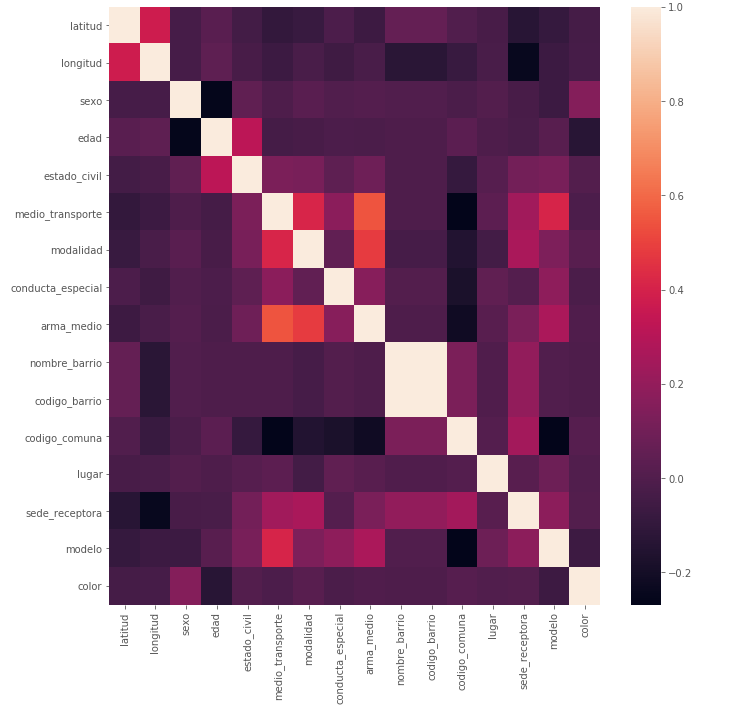 latitud
longitud
sexo
edad
estado_civil
medio_transporte
modalidad
conducta_especial
arma_medio
nombre_barrio
codigo_barrio
codigo_comuna
lugar
sede_receptora
modelo
color
latitud
longitud
sexo
edad
estado_civil
medio_transporte
modalidad
conducta_especial
arma_medio
nombre_barrio
codigo_barrio
codigo_comuna
lugar
sede_receptora
modelo
color
1.0
0.8
0.6
0.4
0.2
0.0
−0.2